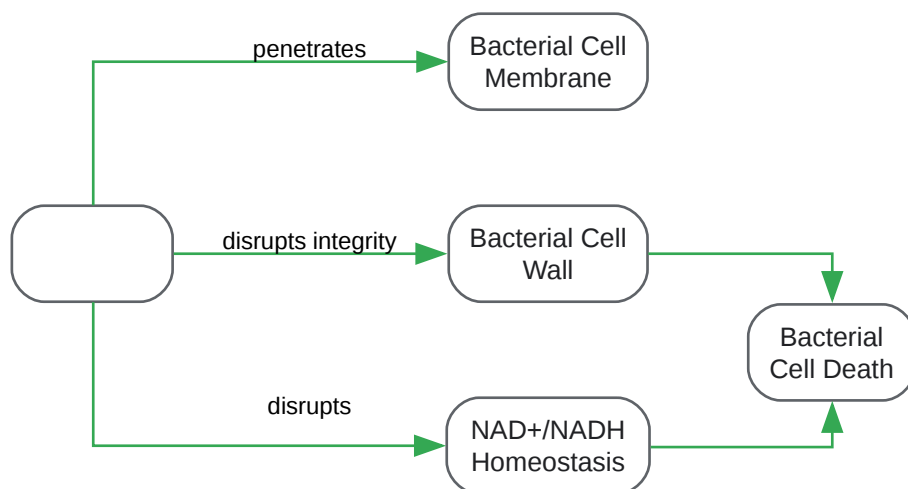 penetrates
Bacterial Cell
Membrane
disrupts integrity
Bacterial Cell
Wall
Bacterial
Cell Death
disrupts
NAD+/NADH
Homeostasis